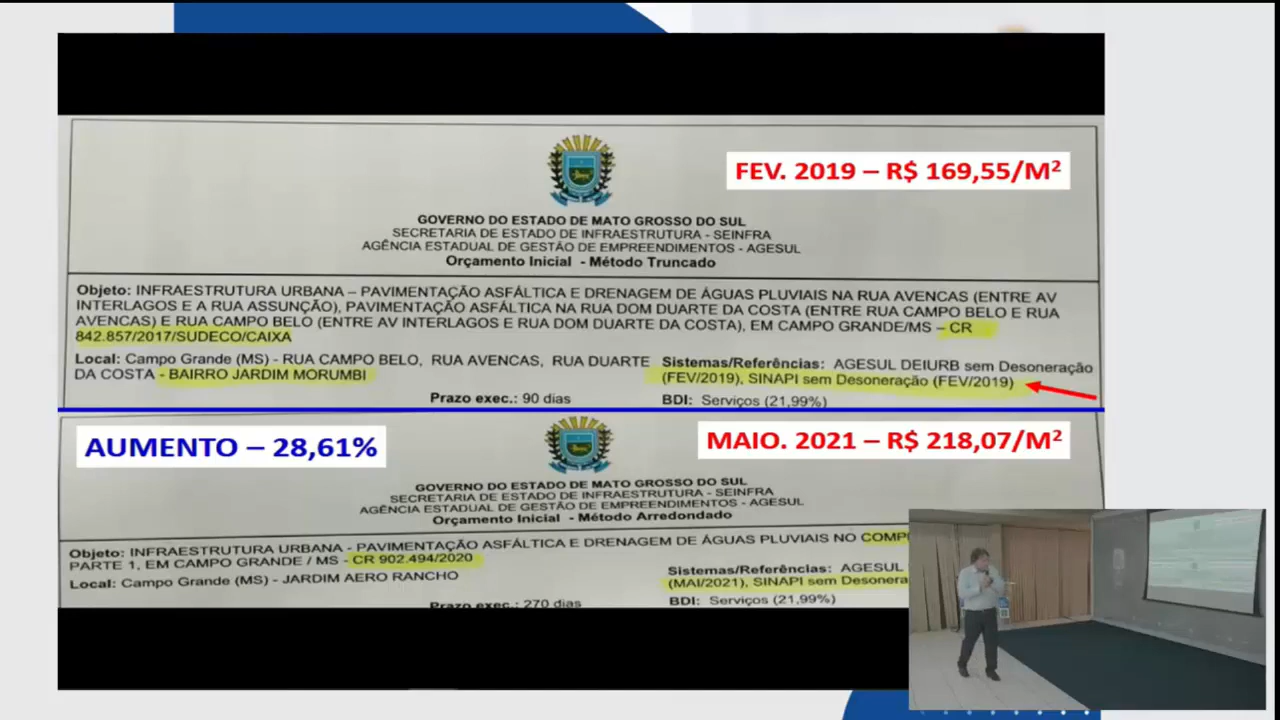 FEV. 2019 – R$ 169,55/M²
GOVERNO DO ESTADO DE MATO GROSSO DO SUL
SECRETARIA DE ESTADO DE INFRAESTRUTURA - SEINFRA
AGÊNCIA ESTADUAL DE GESTÃO DE EMPREENDIMENTOS - AGESUL
Orçamento Inicial - Método Truncado
Objeto: INFRAESTRUTURA URBANA – PAVIMENTAÇÃO ASFÁLTICA E DRENAGEM DE ÁGUAS PLUVIAIS NA RUA AVENCAS (ENTRE AV
INTERLAGOS E A RUA ASSUNÇÃO), PAVIMENTAÇÃO ASFÁLTICA NA RUA DOM DUARTE DA COSTA (ENTRE RUA CAMPO BELO E RUA
AVENCAS) E RUA CAMPO BELO (ENTRE AV INTERLAGOS E RUA DOM DUARTE DA COSTA), EM CAMPO GRANDE/MS – CR
842.857/2017/SUDECO/CAIXA
Local: Campo Grande (MS) - RUA CAMPO BELO, RUA AVENCAS, RUA DUARTE
DA COSTA - BAIRRO JARDIM MORUMBI
Sistemas/Referências: AGESUL DEIURB sem Desoneração
(FEV/2019), SINAPI sem Desoneração (FEV/2019)
Prazo exec.: 90 dias
BDI: Serviços (21,99%)
AUMENTO – 28,61%
MAIO. 2021 – R$ 218,07/M²
GOVERNO DO ESTADO DE MATO GROSSO DO SUL
SECRETARIA DE ESTADO DE INFRAESTRUTURA - SEINFRA
AGÊNCIA ESTADUAL DE GESTÃO DE EMPREENDIMENTOS - AGESUL
Orçamento Inicial - Método Arredondado
Objeto: INFRAESTRUTURA URBANA - PAVIMENTAÇÃO ASFÁLTICA E DRENAGEM DE ÁGUAS PLUVIAIS NO COMP
PARTE 1, EM CAMPO GRANDE / MS - CR 902.494/2020
Local: Campo Grande (MS) - JARDIM AERO RANCHO
Sistemas/Referências: AGESUL
(MAI/2021), SINAPI sem Desonera
Prazo exec.: 270 dias
BDI: Serviços (21,99%)